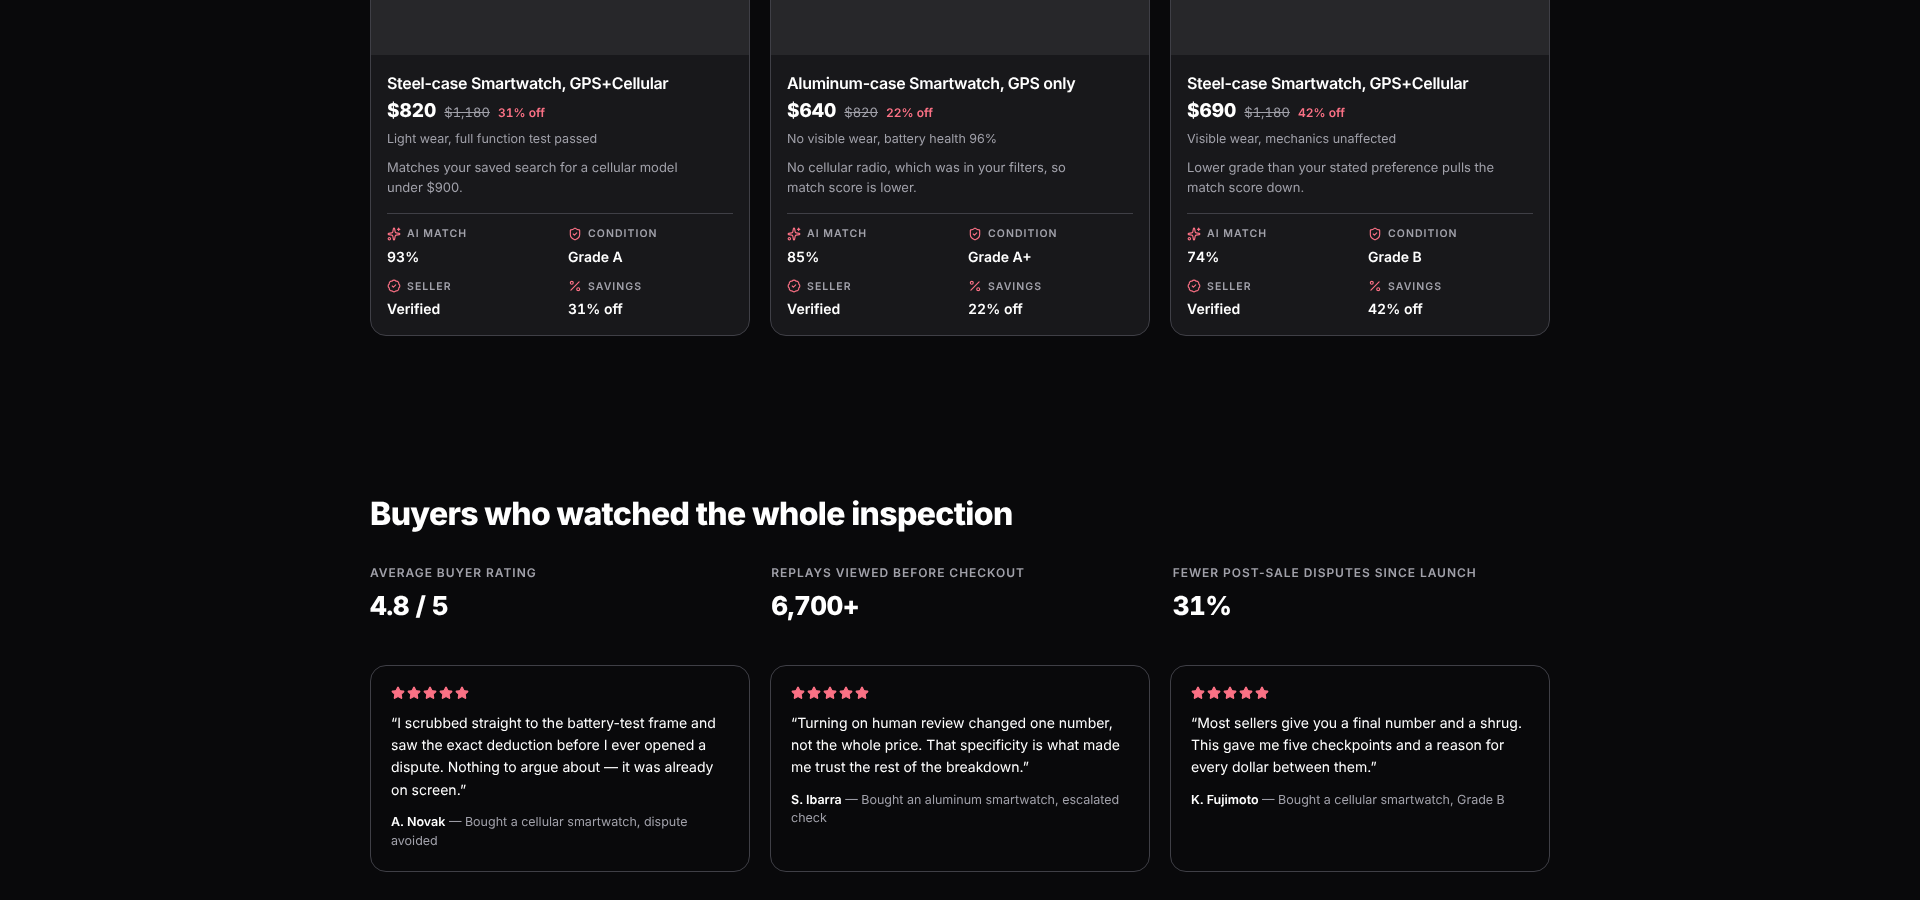 Steel-case Smartwatch, GPS+Cellular
$820 $1,180 31% off
Light wear, full function test passed
Matches your saved search for a cellular model
under $900.
AI MATCH
93%
CONDITION
Grade A
SELLER
Verified
SAVINGS
31% off
Aluminum-case Smartwatch, GPS only
$640 $820 22% off
No visible wear, battery health 96%
No cellular radio, which was in your filters, so
match score is lower.
AI MATCH
85%
CONDITION
Grade A+
SELLER
Verified
SAVINGS
22% off
Steel-case Smartwatch, GPS+Cellular
$690 $1,180 42% off
Visible wear, mechanics unaffected
Lower grade than your stated preference pulls the
match score down.
AI MATCH
74%
CONDITION
Grade B
SELLER
Verified
SAVINGS
42% off
Buyers who watched the whole inspection
AVERAGE BUYER RATING
4.8 / 5
REPLAYS VIEWED BEFORE CHECKOUT
6,700+
FEWER POST-SALE DISPUTES SINCE LAUNCH
31%
“I scrubbed straight to the battery-test frame and
saw the exact deduction before I ever opened a
dispute. Nothing to argue about — it was already
on screen.”
A. Novak — Bought a cellular smartwatch, dispute
avoided
“Turning on human review changed one number,
not the whole price. That specificity is what made
me trust the rest of the breakdown.”
S. Ibarra — Bought an aluminum smartwatch, escalated
check
“Most sellers give you a final number and a shrug.
This gave me five checkpoints and a reason for
every dollar between them.”
K. Fujimoto — Bought a cellular smartwatch, Grade B